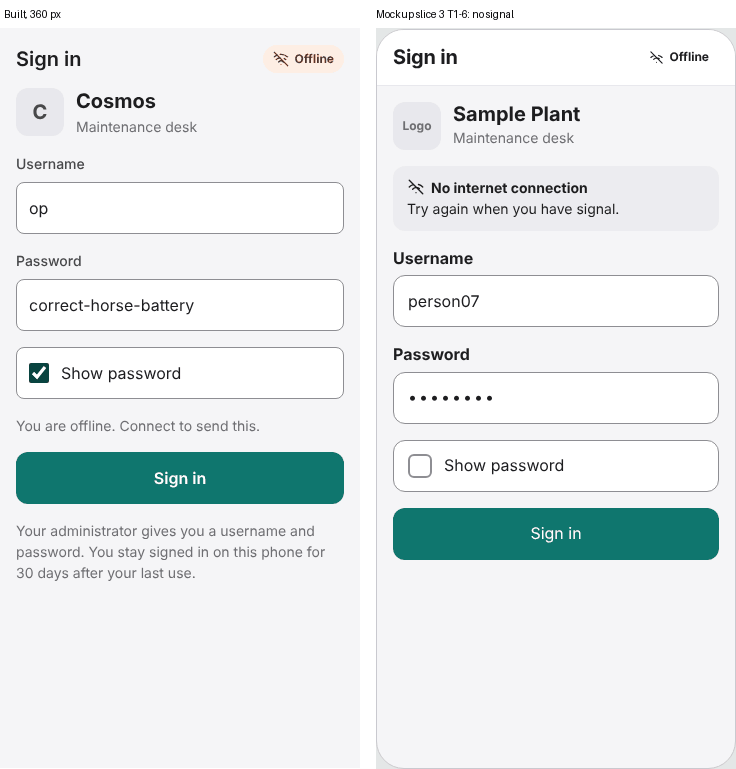 Built, 360 px
Sign in
Offline
C
Cosmos
Maintenance desk
Username
op
Password
correct-horse-battery
Show password
You are offline. Connect to send this.
Sign in
Your administrator gives you a username and
password. You stay signed in on this phone for
30 days after your last use.
Mockup slice 3 T1-6: no signal
Sign in
Offline
Logo
Sample Plant
Maintenance desk
No internet connection
Try again when you have signal.
Username
person07
Password
••••••••
Show password
Sign in